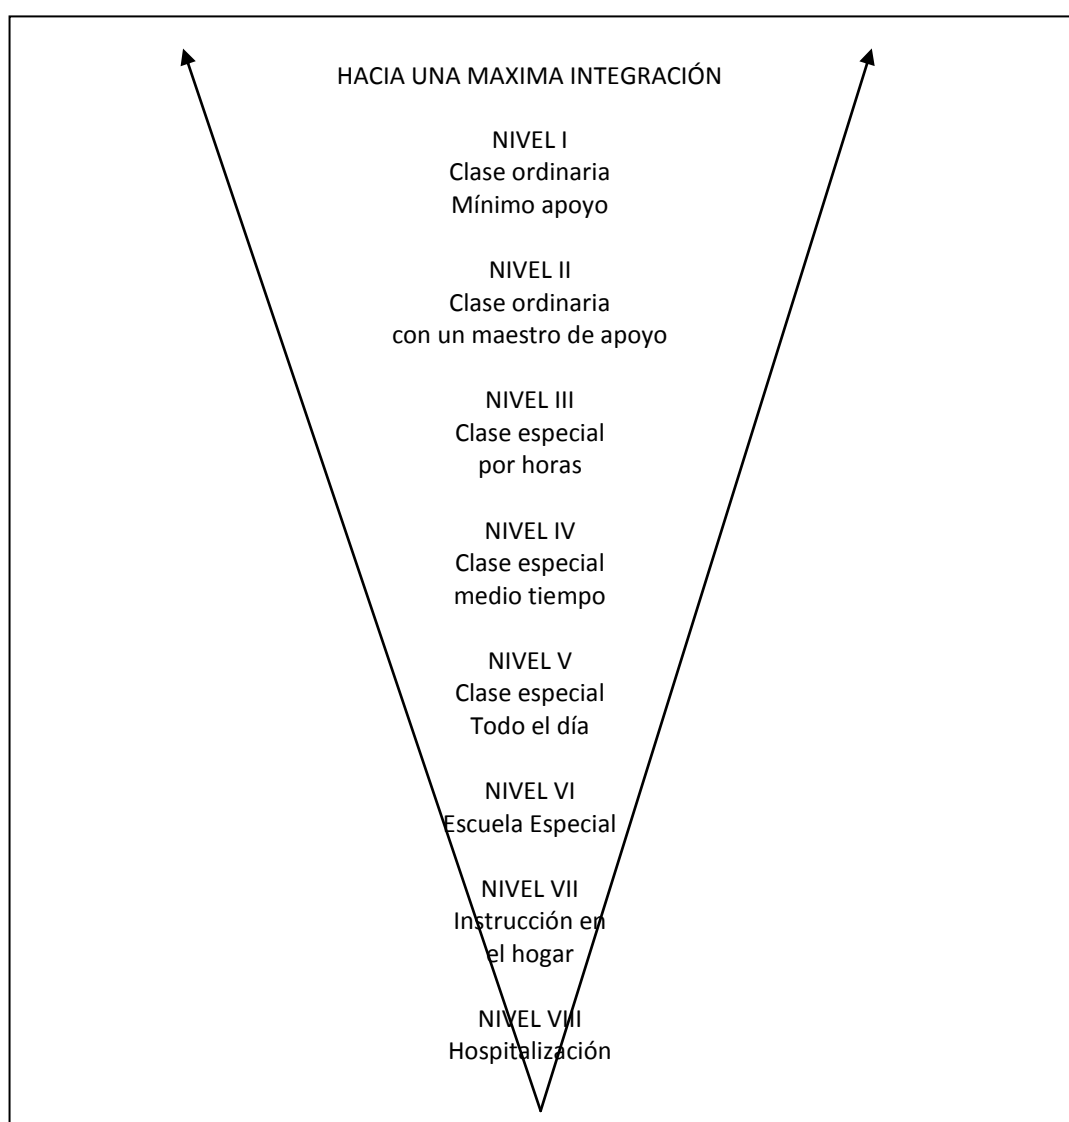 HACIA UNA MAXIMA INTEGRACIÓN
NIVEL I
Clase ordinaria
Mínimo apoyo
NIVEL II
Clase ordinaria
con un maestro de apoyo
NIVEL III
Clase especial
por horas
NIVEL IV
Clase especial
medio tiempo
NIVEL V
Clase especial
Todo el día
NIVEL VI
Escuela Especial
NIVEL VII
Instrucción en
el hogar
NIVEL VIII
Hospitalización